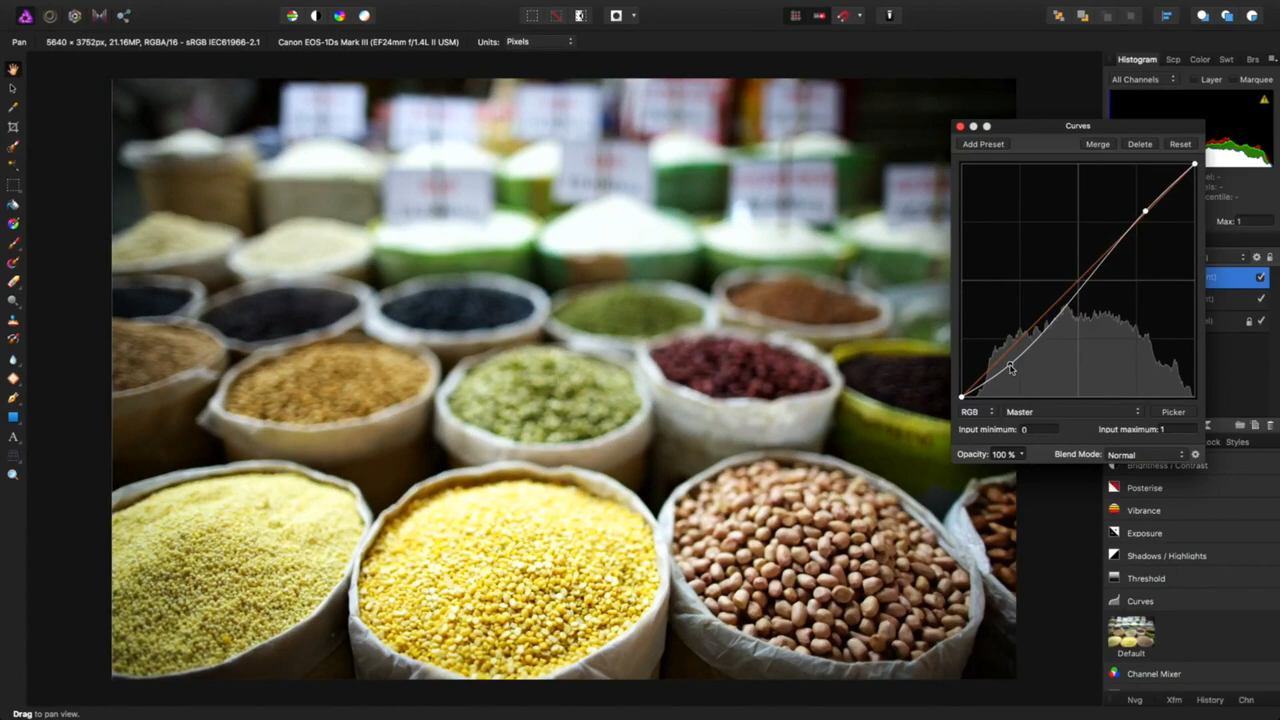 Pan
5640 × 3752px, 21.16MP, RGBA/16 - sRGB IEC61966-2.1
Canon EOS-1Ds Mark III (EF24mm f/1.4L II USM)
Units: Pixels
Histogram Scp Color Swt Brs
All Channels Layer Marquee
Curves
Add Preset Merge Delete Reset
Max: 1
RGB Master Picker
Input minimum: 0 Input maximum: 1
Opacity: 100 % Blend Mode: Normal
Styles
Brightness / Contrast
Posterise
Vibrance
Exposure
Shadows / Highlights
Threshold
Curves
Default
Channel Mixer
Nvg Xfm History Chn
Drag to pan view.